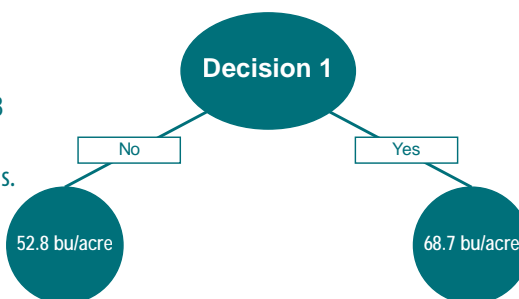 Decision 1
No
Yes
s.
52.8 bu/acre
68.7 bu/acre